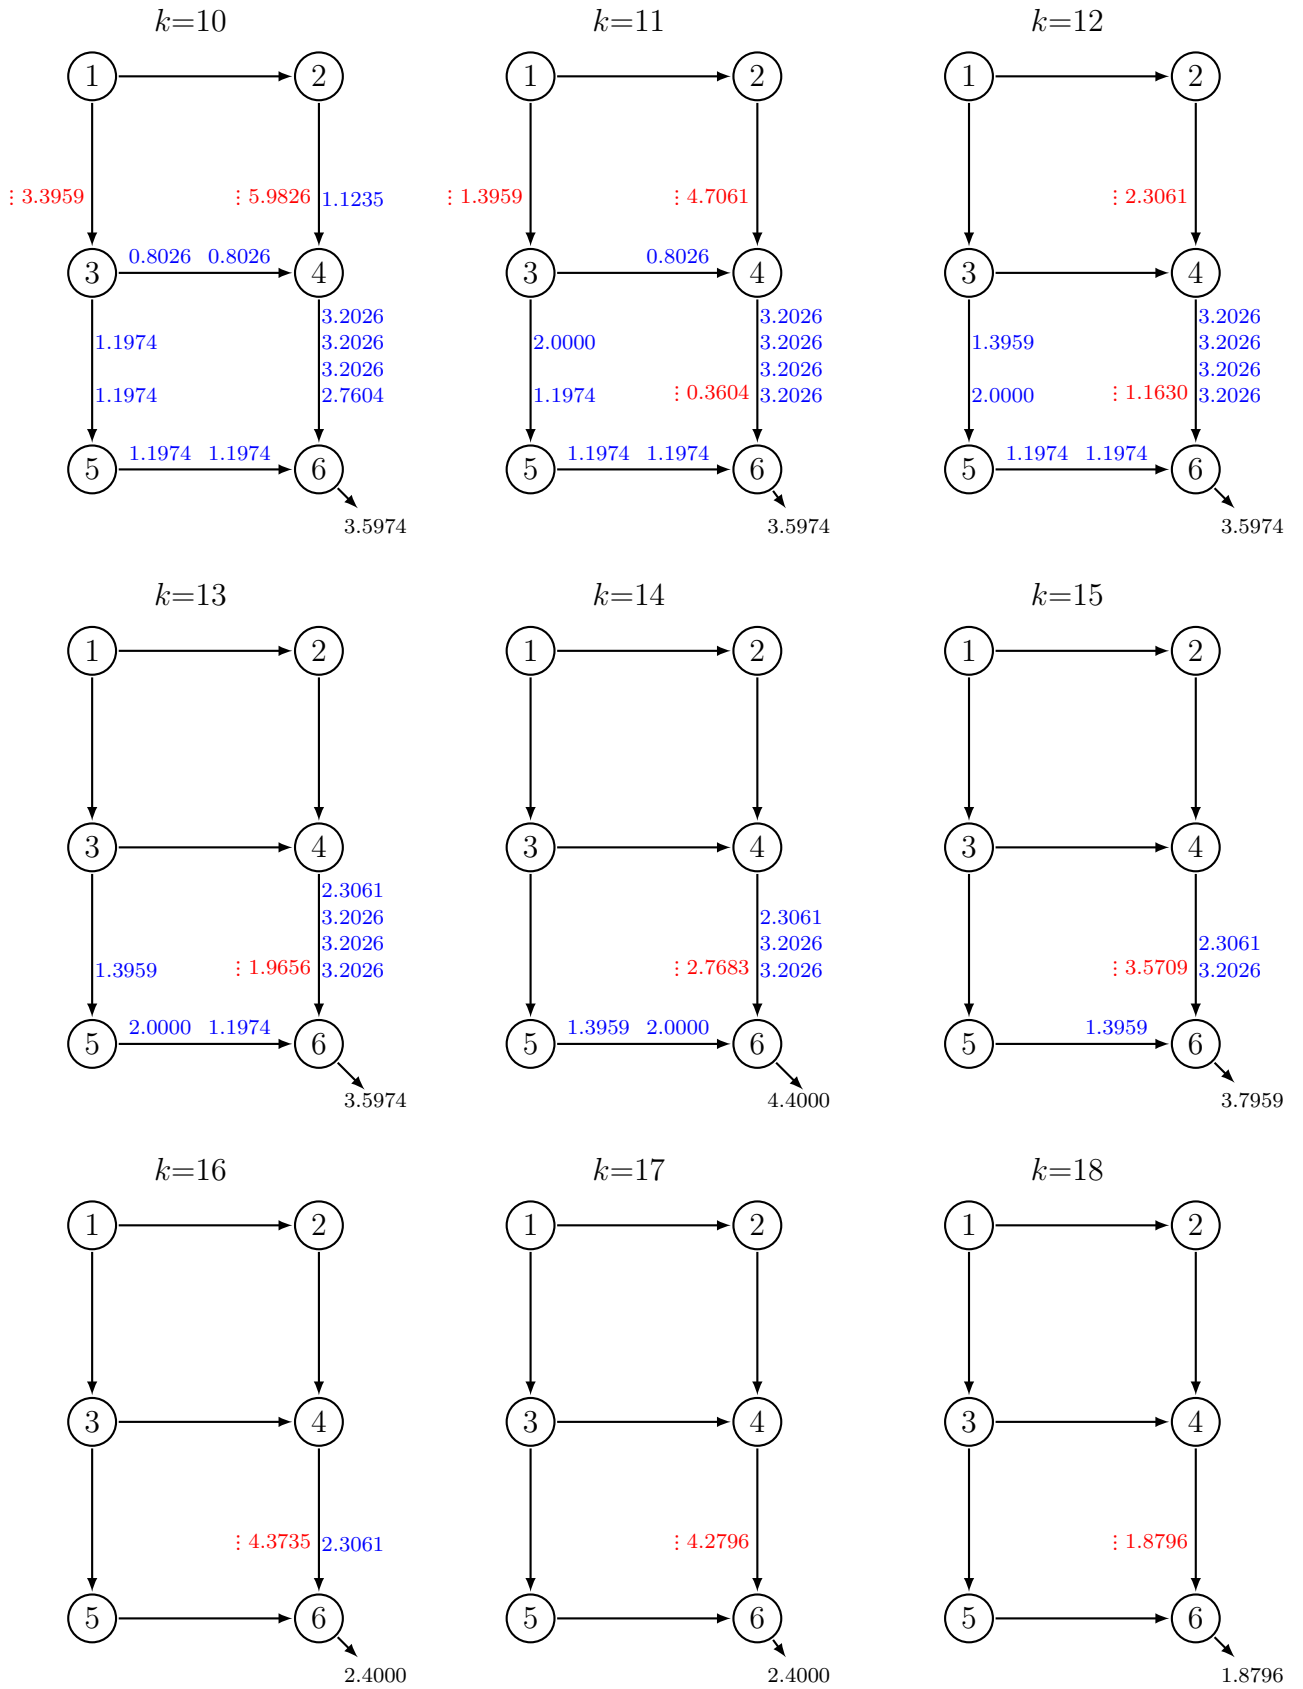 k=10 k=11 k=12
1 2 1 2 1 2
⋮ 3.3959 ⋮ 5.9826 1.1235 ⋮ 1.3959 ⋮ 4.7061 ⋮ 2.3061
0.8026 0.8026 0.8026
3 4 3 4 3 4
3.2026 3.2026 3.2026
1.1974 3.2026 2.0000 3.2026 1.3959 3.2026
3.2026 3.2026 3.2026
1.1974 2.7604 1.1974 ⋮ 0.3604 3.2026 2.0000 ⋮ 1.1630 3.2026
1.1974 1.1974 1.1974 1.1974 1.1974 1.1974
5 6 5 6 5 6
3.5974 3.5974 3.5974
k=13 k=14 k=15
1 2 1 2 1 2
3 4 3 4 3 4
2.3061
3.2026 2.3061
3.2026 3.2026 2.3061
1.3959 ⋮ 1.9656 3.2026 ⋮ 2.7683 3.2026 ⋮ 3.5709 3.2026
2.0000 1.1974 1.3959 2.0000 1.3959
5 6 5 6 5 6
3.5974 4.4000 3.7959
k=16 k=17 k=18
1 2 1 2 1 2
3 4 3 4 3 4
⋮ 4.3735 2.3061 ⋮ 4.2796 ⋮ 1.8796
5 6 5 6 5 6
2.4000 2.4000 1.8796